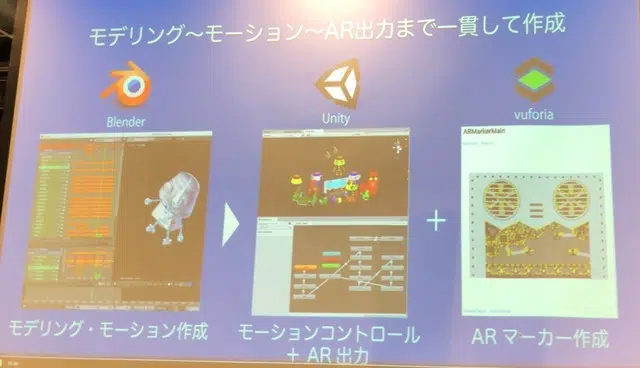 モデリング～モーション～AR出力まで一貫して作成
Blender
Unity
vuforia
ARMarkerMain
モデリング・モーション作成
モーションコントロール
＋ AR 出力
AR マーカー作成